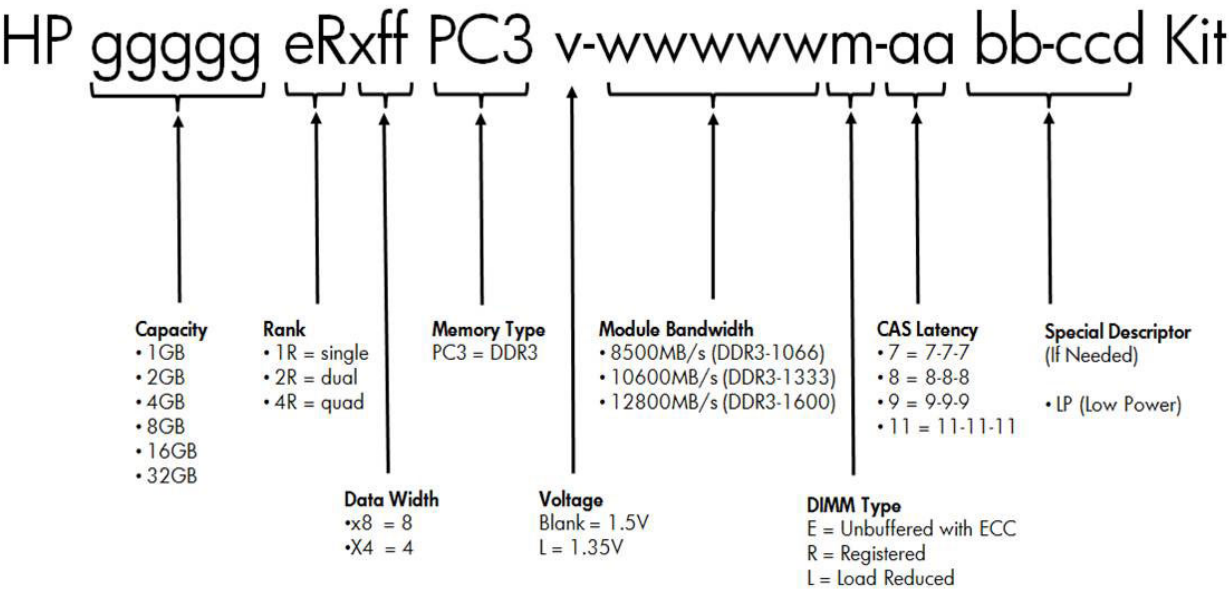 HP ggggg eRxff PC3 v-wwwwwm-aa bb-ccd Kit
Capacity
• 1GB
• 2GB
• 4GB
• 8GB
• 16GB
• 32GB
Rank
• 1R = single
• 2R = dual
• 4R = quad
Memory Type
PC3 = DDR3
Module Bandwidth
• 8500MB/s (DDR3-1066)
• 10600MB/s (DDR3-1333)
• 12800MB/s (DDR3-1600)
CAS Latency
• 7 = 7-7-7
• 8 = 8-8-8
• 9 = 9-9-9
• 11 = 11-11-11
Special Descriptor
(If Needed)
• LP (Low Power)
Data Width
•x8 = 8
•X4 = 4
Voltage
Blank = 1.5V
L = 1.35V
DIMM Type
E = Unbuffered with ECC
R = Registered
L = Load Reduced